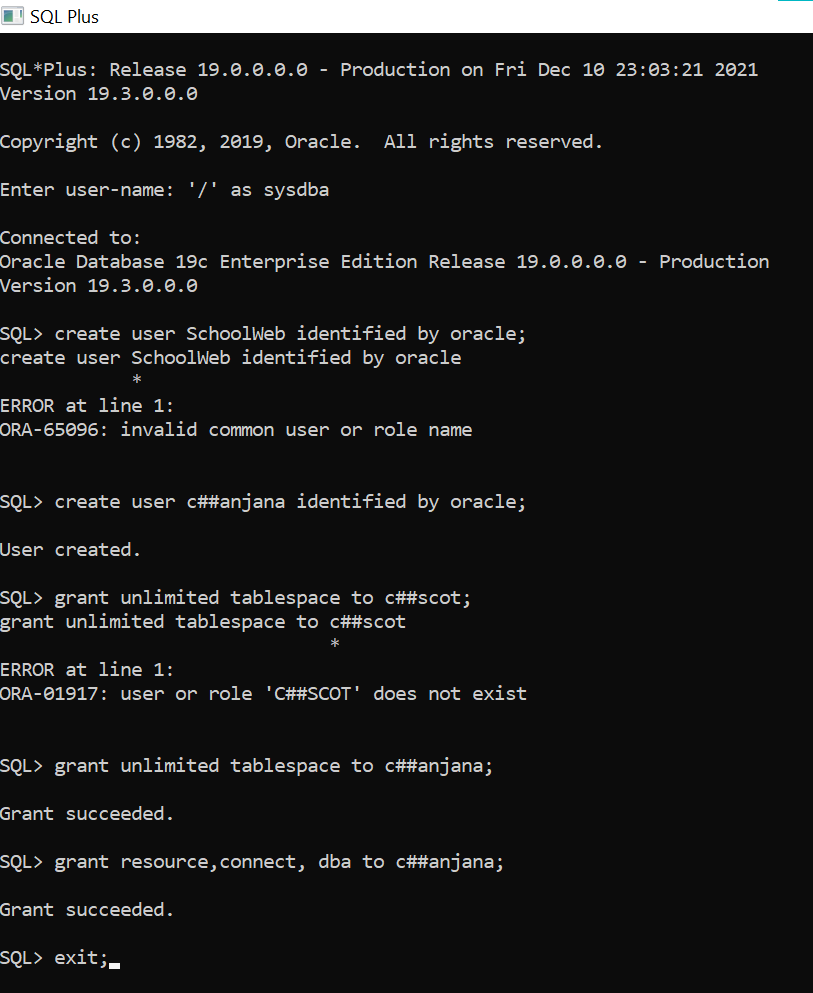 SQL Plus
SQL*Plus: Release 19.0.0.0.0 - Production on Fri Dec 10 23:03:21 2021
Version 19.3.0.0.0
Copyright (c) 1982, 2019, Oracle.  All rights reserved.
Enter user-name: '/' as sysdba
Connected to:
Oracle Database 19c Enterprise Edition Release 19.0.0.0.0 - Production
Version 19.3.0.0.0
SQL> create user SchoolWeb identified by oracle;
create user SchoolWeb identified by oracle
            *
ERROR at line 1:
ORA-65096: invalid common user or role name
SQL> create user c##anjana identified by oracle;
User created.
SQL> grant unlimited tablespace to c##scot;
grant unlimited tablespace to c##scot
                              *
ERROR at line 1:
ORA-01917: user or role 'C##SCOT' does not exist
SQL> grant unlimited tablespace to c##anjana;
Grant succeeded.
SQL> grant resource,connect, dba to c##anjana;
Grant succeeded.
SQL> exit;